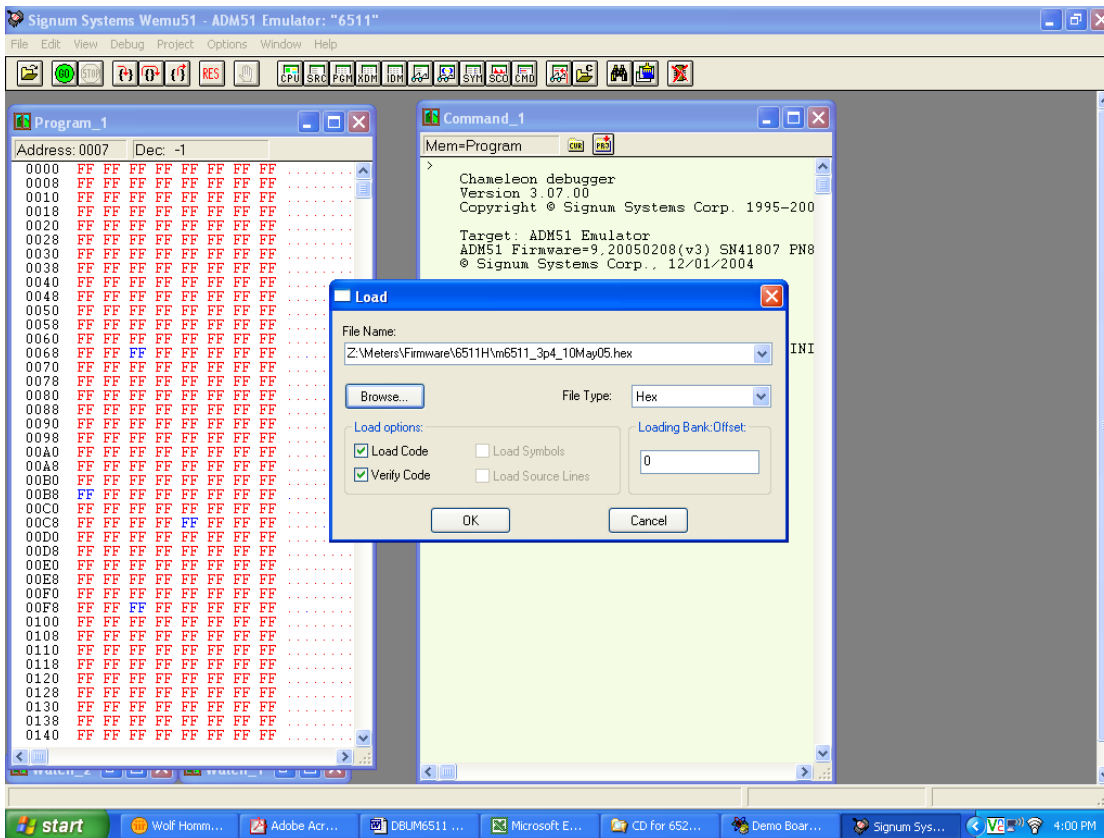 Signum Systems Wemu51 - ADM51 Emulator: "6511"
File Edit View Debug Project Options Window Help
GO STOP RES CPU SRC PGM XDM IDM SYM SCO CMD
Program_1
Address: 0007 Dec: -1
0000 FF FF FF FF FF FF FF FF ........
0008 FF FF FF FF FF FF FF FF ........
0010 FF FF FF FF FF FF FF FF ........
0018 FF FF FF FF FF FF FF FF ........
0020 FF FF FF FF FF FF FF FF ........
0028 FF FF FF FF FF FF FF FF ........
0030 FF FF FF FF FF FF FF FF ........
0038 FF FF FF FF FF FF FF FF ........
0040 FF FF FF FF FF FF FF FF ........
0048 FF FF FF FF FF FF FF FF ........
0050 FF FF FF FF FF FF FF FF ........
0058 FF FF FF FF FF FF FF FF ........
0060 FF FF FF FF FF FF FF FF ........
0068 FF FF FF FF FF FF FF FF ........
0070 FF FF FF FF FF FF FF FF ........
0078 FF FF FF FF FF FF FF FF ........
0080 FF FF FF FF FF FF FF FF ........
0088 FF FF FF FF FF FF FF FF ........
0090 FF FF FF FF FF FF FF FF ........
0098 FF FF FF FF FF FF FF FF ........
00A0 FF FF FF FF FF FF FF FF ........
00A8 FF FF FF FF FF FF FF FF ........
00B0 FF FF FF FF FF FF FF FF ........
00B8 FF FF FF FF FF FF FF FF ........
00C0 FF FF FF FF FF FF FF FF ........
00C8 FF FF FF FF FF FF FF FF ........
00D0 FF FF FF FF FF FF FF FF ........
00D8 FF FF FF FF FF FF FF FF ........
00E0 FF FF FF FF FF FF FF FF ........
00E8 FF FF FF FF FF FF FF FF ........
00F0 FF FF FF FF FF FF FF FF ........
00F8 FF FF FF FF FF FF FF FF ........
0100 FF FF FF FF FF FF FF FF ........
0108 FF FF FF FF FF FF FF FF ........
0110 FF FF FF FF FF FF FF FF ........
0118 FF FF FF FF FF FF FF FF ........
0120 FF FF FF FF FF FF FF FF ........
0128 FF FF FF FF FF FF FF FF ........
0130 FF FF FF FF FF FF FF FF ........
0138 FF FF FF FF FF FF FF FF ........
0140 FF FF FF FF FF FF FF FF ........
Command_1
Mem=Program CUR PRJ
>
Chameleon debugger
Version 3.07.00
Copyright © Signum Systems Corp. 1995-200
Target: ADM51 Emulator
ADM51 Firmware=9,20050208(v3) SN41807 PN8
© Signum Systems Corp., 12/01/2004
INI
Load
File Name:
Z:\Meters\Firmware\6511H\m6511_3p4_10May05.hex
Browse... File Type: Hex
Load options: Loading Bank:Offset:
Load Code Load Symbols 0
Verify Code Load Source Lines
OK Cancel
Watch_2 Watch_1
start Wolf Homm... Adobe Acr... DBUM6511 ... Microsoft E... CD for 652... Demo Boar... Signum Sys... 4:00 PM